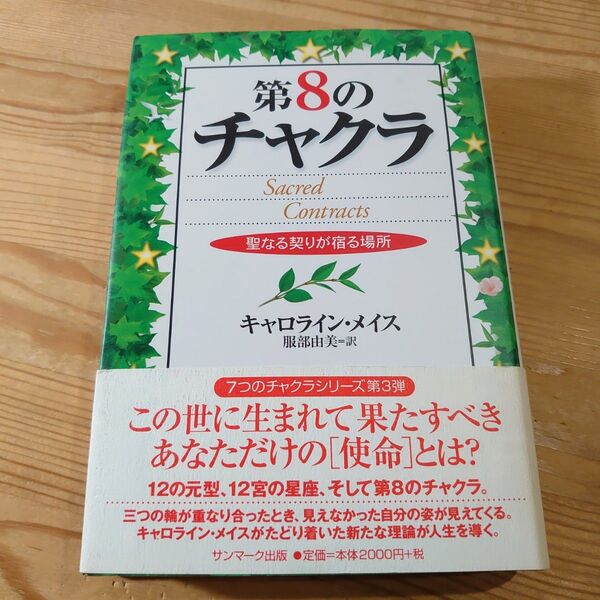 第8の
チャクラ
Sacred
Contracts
聖なる契りが宿る場所
キャロライン・メイス
服部由美=訳
7つのチャクラシリーズ第3弾
この世に生まれて果たすべき
あなただけの[使命]とは?
12の元型、12宮の星座、そして第8のチャクラ。
三つの輪が重なり合ったとき、見えなかった自分の姿が見えてくる。
キャロライン・メイスがたどり着いた新たな理論が人生を導く。
サンマーク出版 ●定価=本体2000円+税